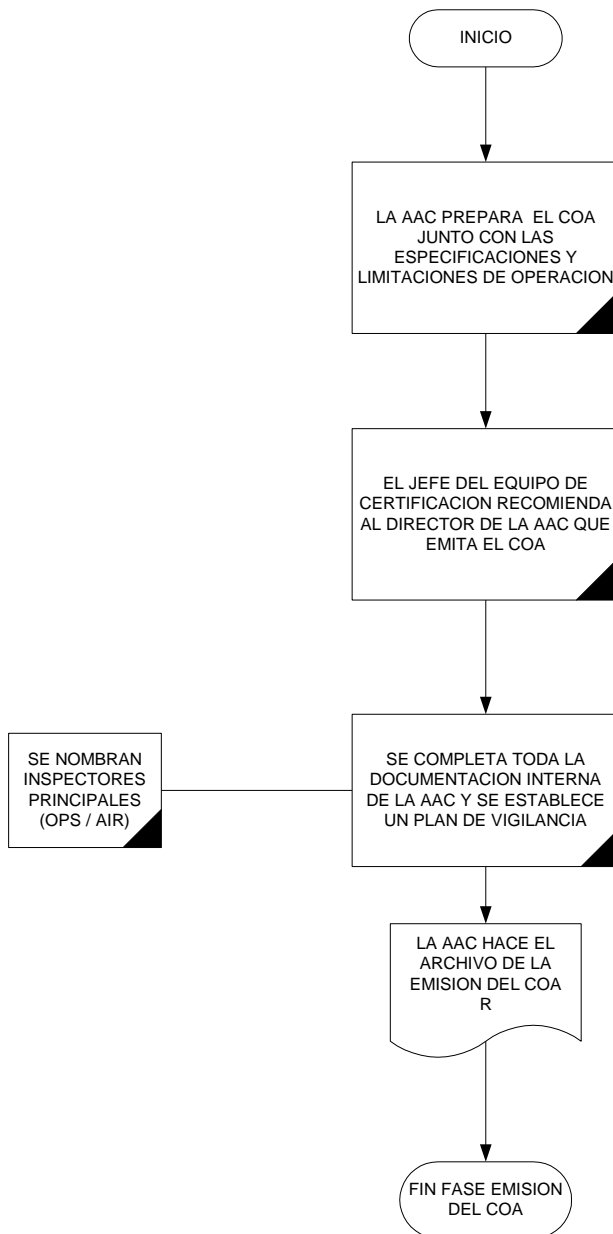 INICIO
LA AAC PREPARA EL COA
JUNTO CON LAS
ESPECIFICACIONES Y
LIMITACIONES DE OPERACION
EL JEFE DEL EQUIPO DE
CERTIFICACION RECOMIENDA
AL DIRECTOR DE LA AAC QUE
EMITA EL COA
SE NOMBRAN
INSPECTORES
PRINCIPALES
(OPS / AIR)
SE COMPLETA TODA LA
DOCUMENTACION INTERNA
DE LA AAC Y SE ESTABLECE
UN PLAN DE VIGILANCIA
LA AAC HACE EL
ARCHIVO DE LA
EMISION DEL COA
R
FIN FASE EMISION
DEL COA